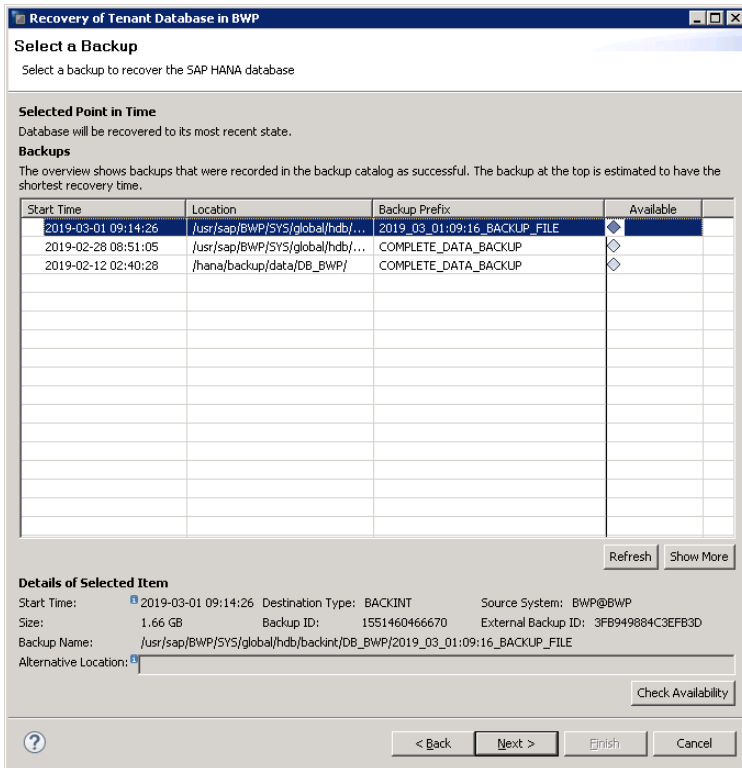 Recovery of Tenant Database in BWP
Select a Backup
Select a backup to recover the SAP HANA database
Selected Point in Time
Database will be recovered to its most recent state.
Backups
The overview shows backups that were recorded in the backup catalog as successful. The backup at the top is estimated to have the
shortest recovery time.
Start Time Location Backup Prefix Available
2019-03-01 09:14:26 /usr/sap/BWP/SYS/global/hdb/... 2019_03_01:09:16_BACKUP_FILE
2019-02-28 08:51:05 /usr/sap/BWP/SYS/global/hdb/... COMPLETE_DATA_BACKUP
2019-02-12 02:40:28 /hana/backup/data/DB_BWP/ COMPLETE_DATA_BACKUP
Refresh Show More
Details of Selected Item
Start Time: 2019-03-01 09:14:26 Destination Type: BACKINT Source System: BWP@BWP
Size: 1.66 GB Backup ID: 1551460466670 External Backup ID: 3FB949884C3EFB3D
Backup Name: /usr/sap/BWP/SYS/global/hdb/backint/DB_BWP/2019_03_01:09:16_BACKUP_FILE
Alternative Location:
Check Availability
? < Back Next > Finish Cancel